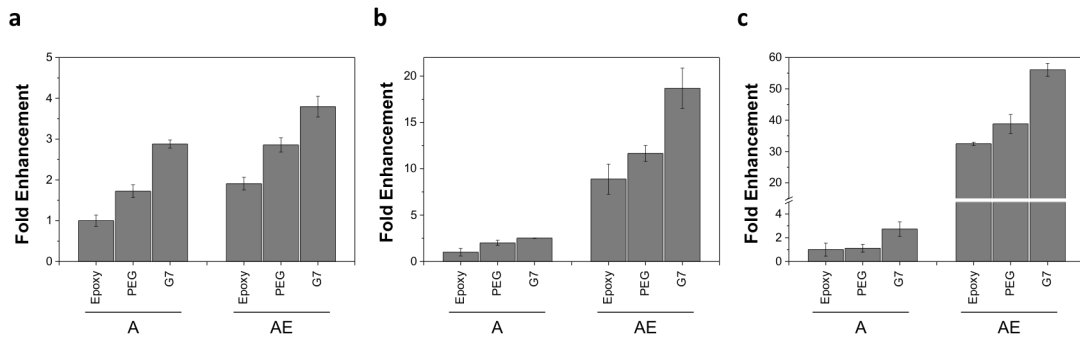 a
Fold Enhancement
5
4
3
2
1
0
Epoxy
PEG
G7
Epoxy
PEG
G7
A
AE
b
Fold Enhancement
20
15
10
5
0
Epoxy
PEG
G7
Epoxy
PEG
G7
A
AE
c
Fold Enhancement
60
50
40
30
20
4
2
0
Epoxy
PEG
G7
Epoxy
PEG
G7
A
AE